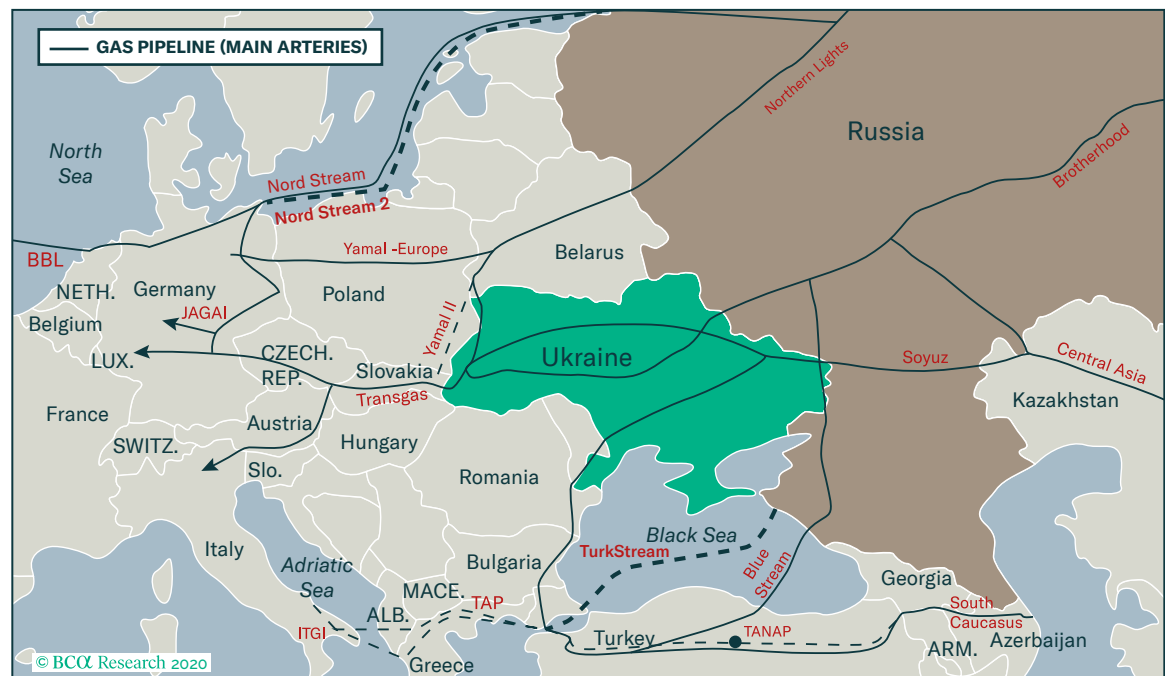 GAS PIPELINE (MAIN ARTERIES)
Northern Lights
Russia
Brotherhood
North
Sea
Nord Stream
Nord Stream 2
BBL
Yamal -Europe
Belarus
NETH.
Germany
Poland
JAGAI
Belgium
Yamal II
LUX.
CZECH.
REP.
Slovakia
Ukraine
Soyuz
Central Asia
Transgas
Kazakhstan
France
Austria
Hungary
SWITZ.
Slo.
Romania
Black Sea
Italy
TurkStream
Blue
Stream
Adriatic
Sea
Bulgaria
Georgia
MACE.
TAP
ALB.
South
Caucasus
ITGI
Turkey
TANAP
Azerbaijan
ARM.
Greece
© BCα Research 2020